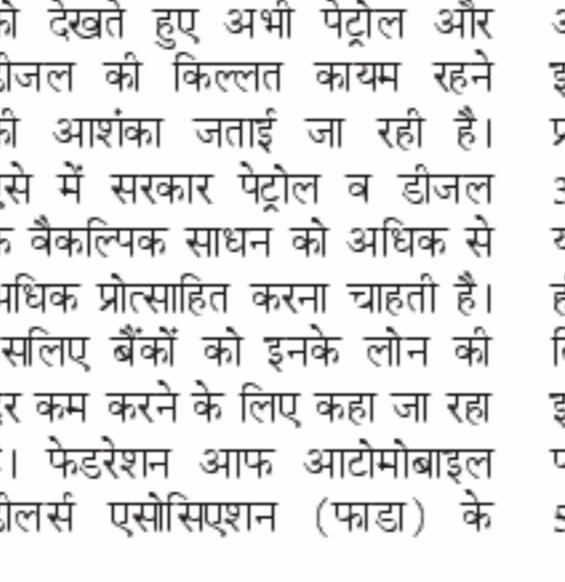 को देखते हुए अभी पेट्रोल और
डीजल की किल्लत कायम रहने
की आशंका जताई जा रही है।
ऐसे में सरकार पेट्रोल व डीजल
के वैकल्पिक साधन को अधिक से
अधिक प्रोत्साहित करना चाहती है।
इसलिए बैंकों को इनके लोन की
दर कम करने के लिए कहा जा रहा
है। फेडरेशन आफ आटोमोबाइल
डीलर्स एसोसिएशन (फाडा) के